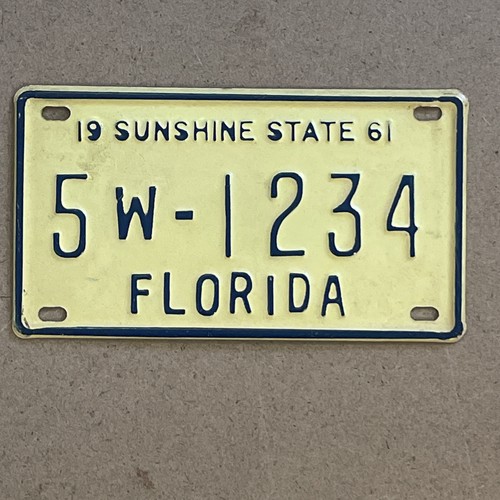 19 SUNSHINE STATE 61
5W-1234
FLORIDA